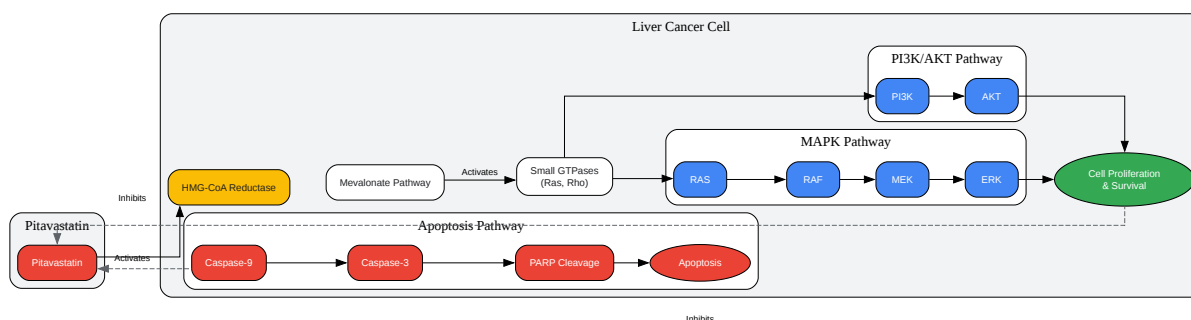 Liver Cancer Cell
PI3K/AKT Pathway
PI3K
AKT
MAPK Pathway
RAS
RAF
MEK
ERK
Cell Proliferation
& Survival
Mevalonate Pathway
Activates
Small GTPases
(Ras, Rho)
HMG-CoA Reductase
Inhibits
Pitavastatin
Pitavastatin
Activates
Apoptosis Pathway
Caspase-9
Caspase-3
PARP Cleavage
Apoptosis
Inhibits